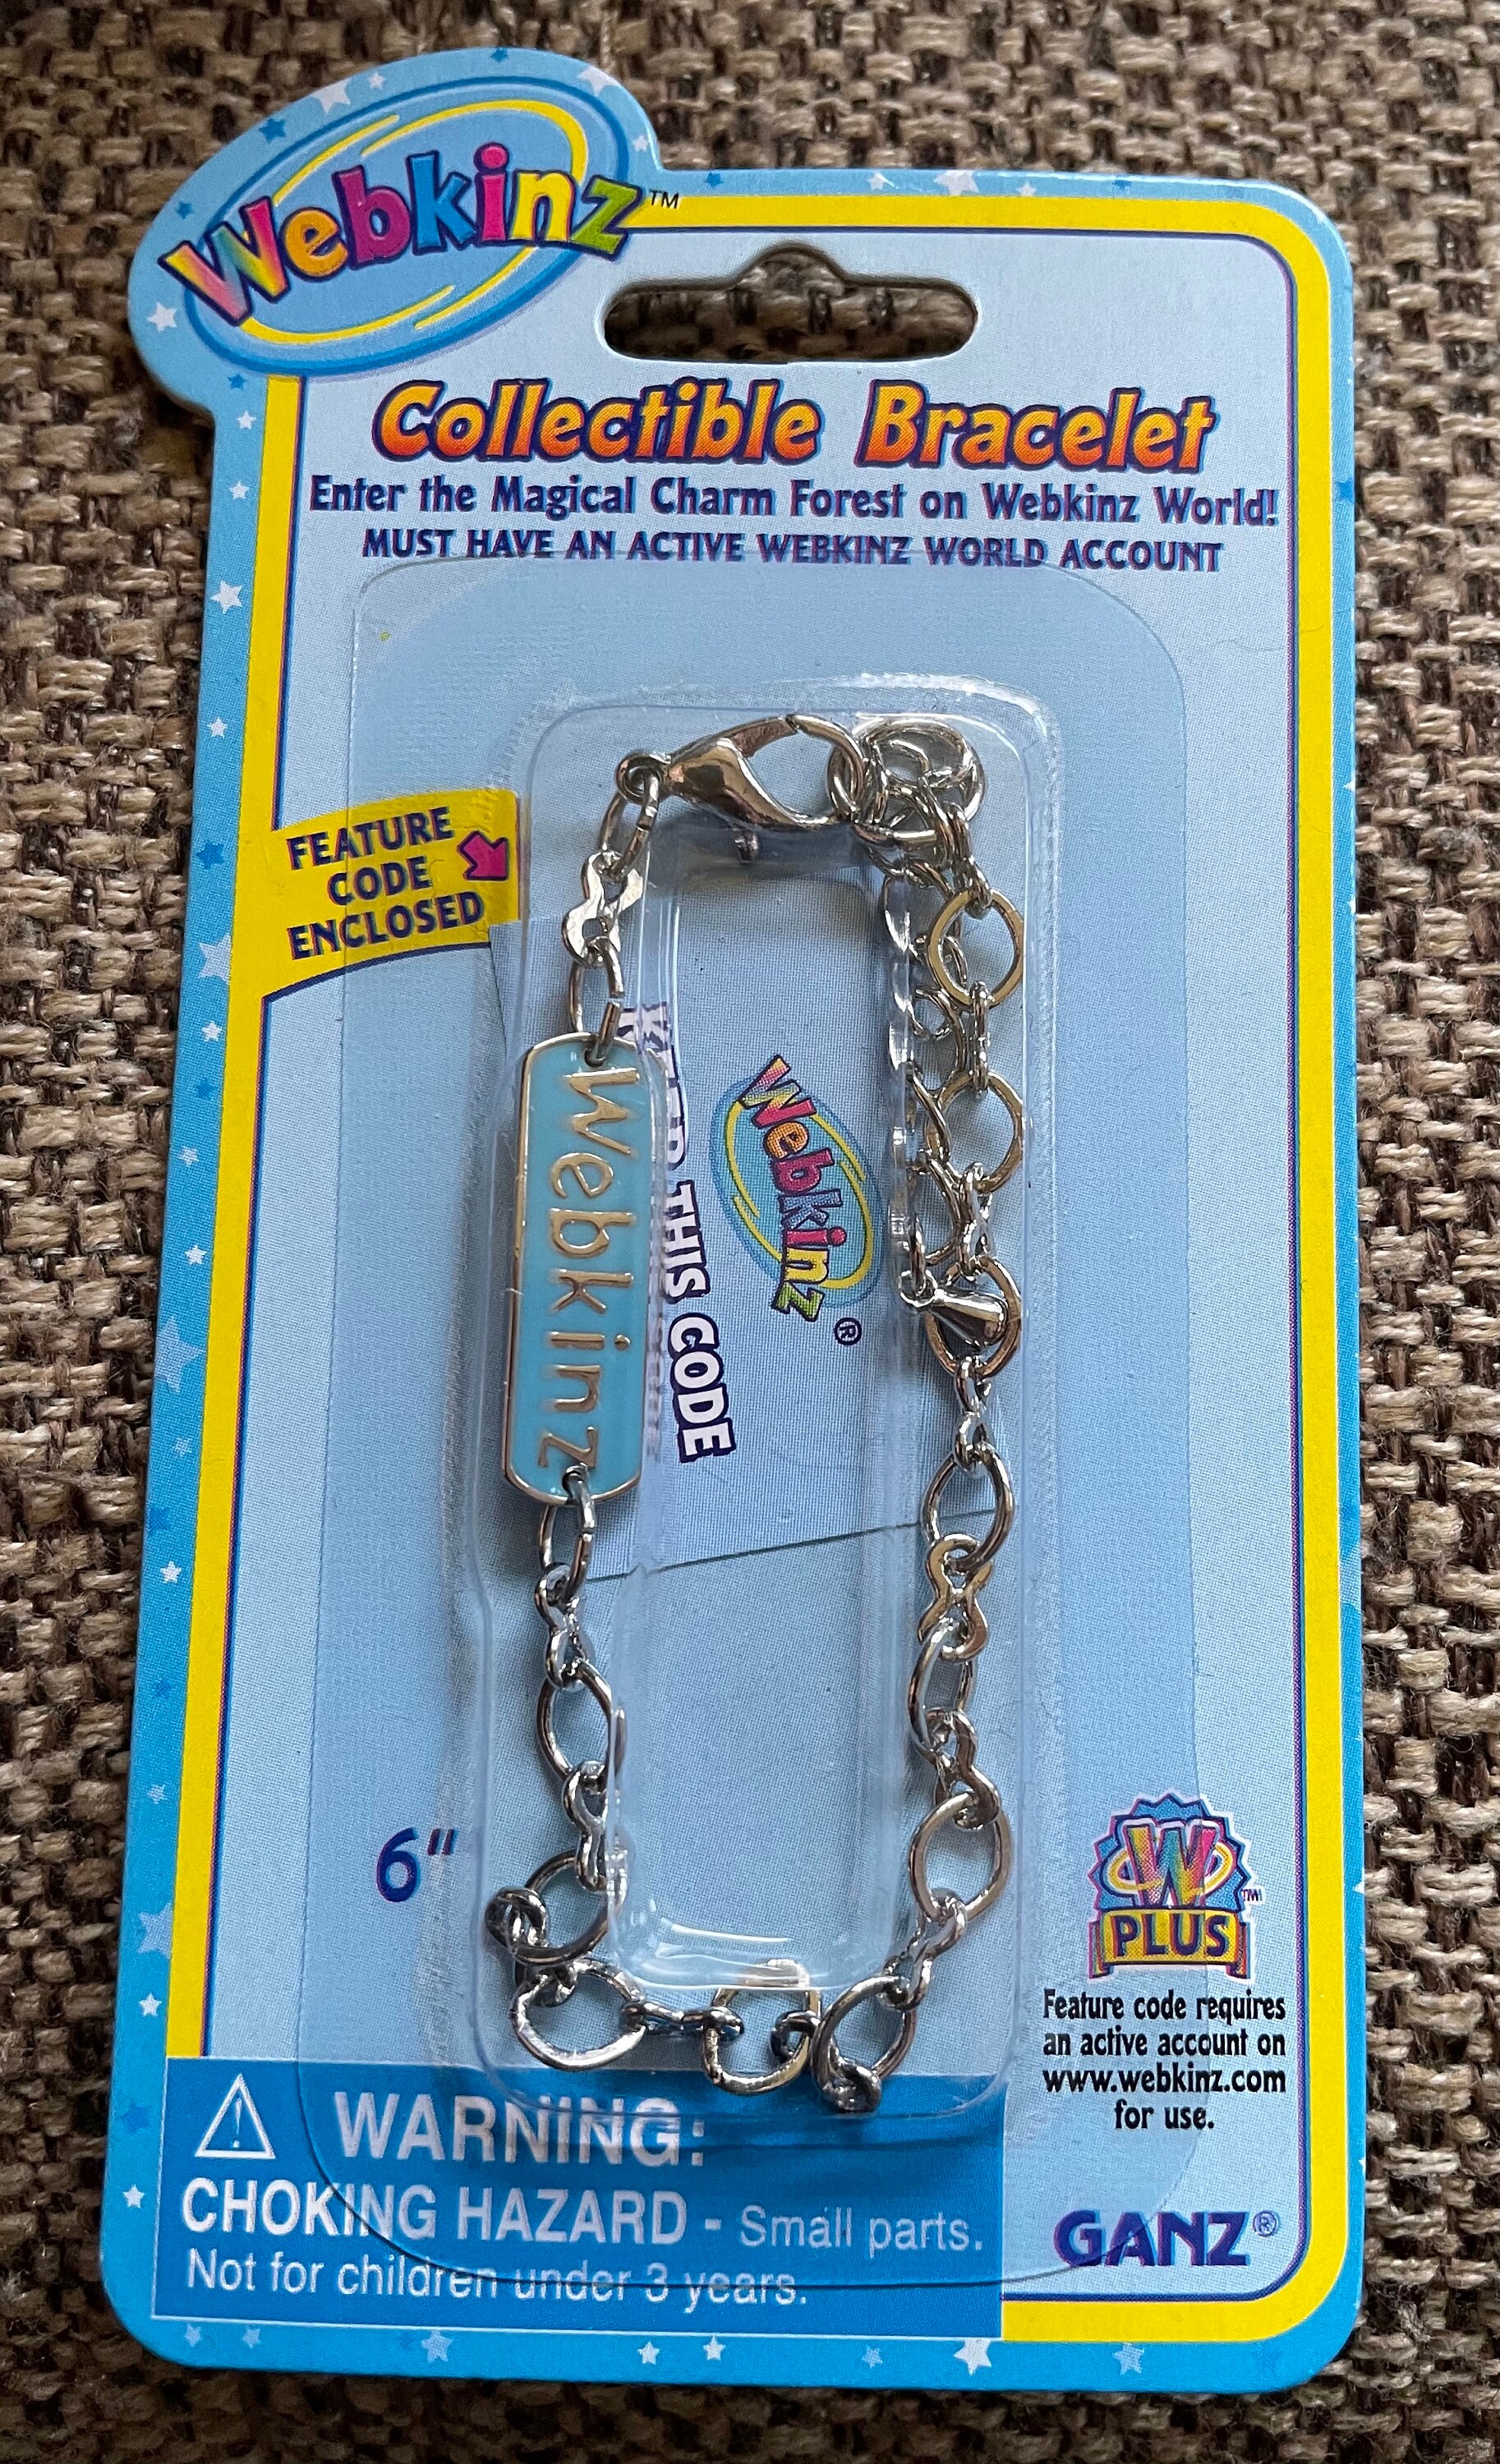 Webkinz™
Collectible Bracelet
Enter the Magical Charm Forest on Webkinz World!
MUST HAVE AN ACTIVE WEBKINZ WORLD ACCOUNT
FEATURE
CODE
ENCLOSED
Webkinz
THIS CODE
Webkinz®
6"
W™
PLUS
Feature code requires
an active account on
www.webkinz.com
for use.
WARNING:
CHOKING HAZARD - Small parts.
Not for children under 3 years.
GANZ®